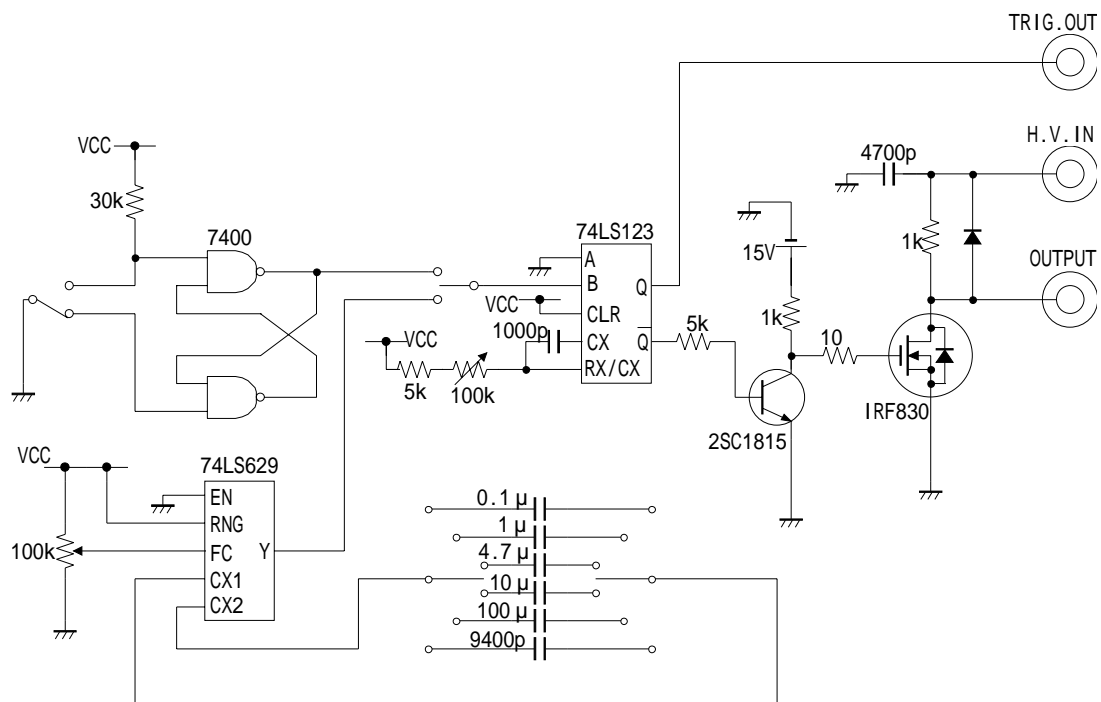 TRIG.OUT
H.V.IN
4700p
VCC
30k
7400
74LS123
1k
15V
OUTPUT
A
B
Q
VCC
CLR
1k
1000p
CX
Q
5k
10
VCC
RX/CX
5k
100k
IRF830
2SC1815
VCC
74LS629
EN
0.1μ
RNG
1μ
100k
FC
Y
4.7μ
CX1
10μ
CX2
100μ
9400p